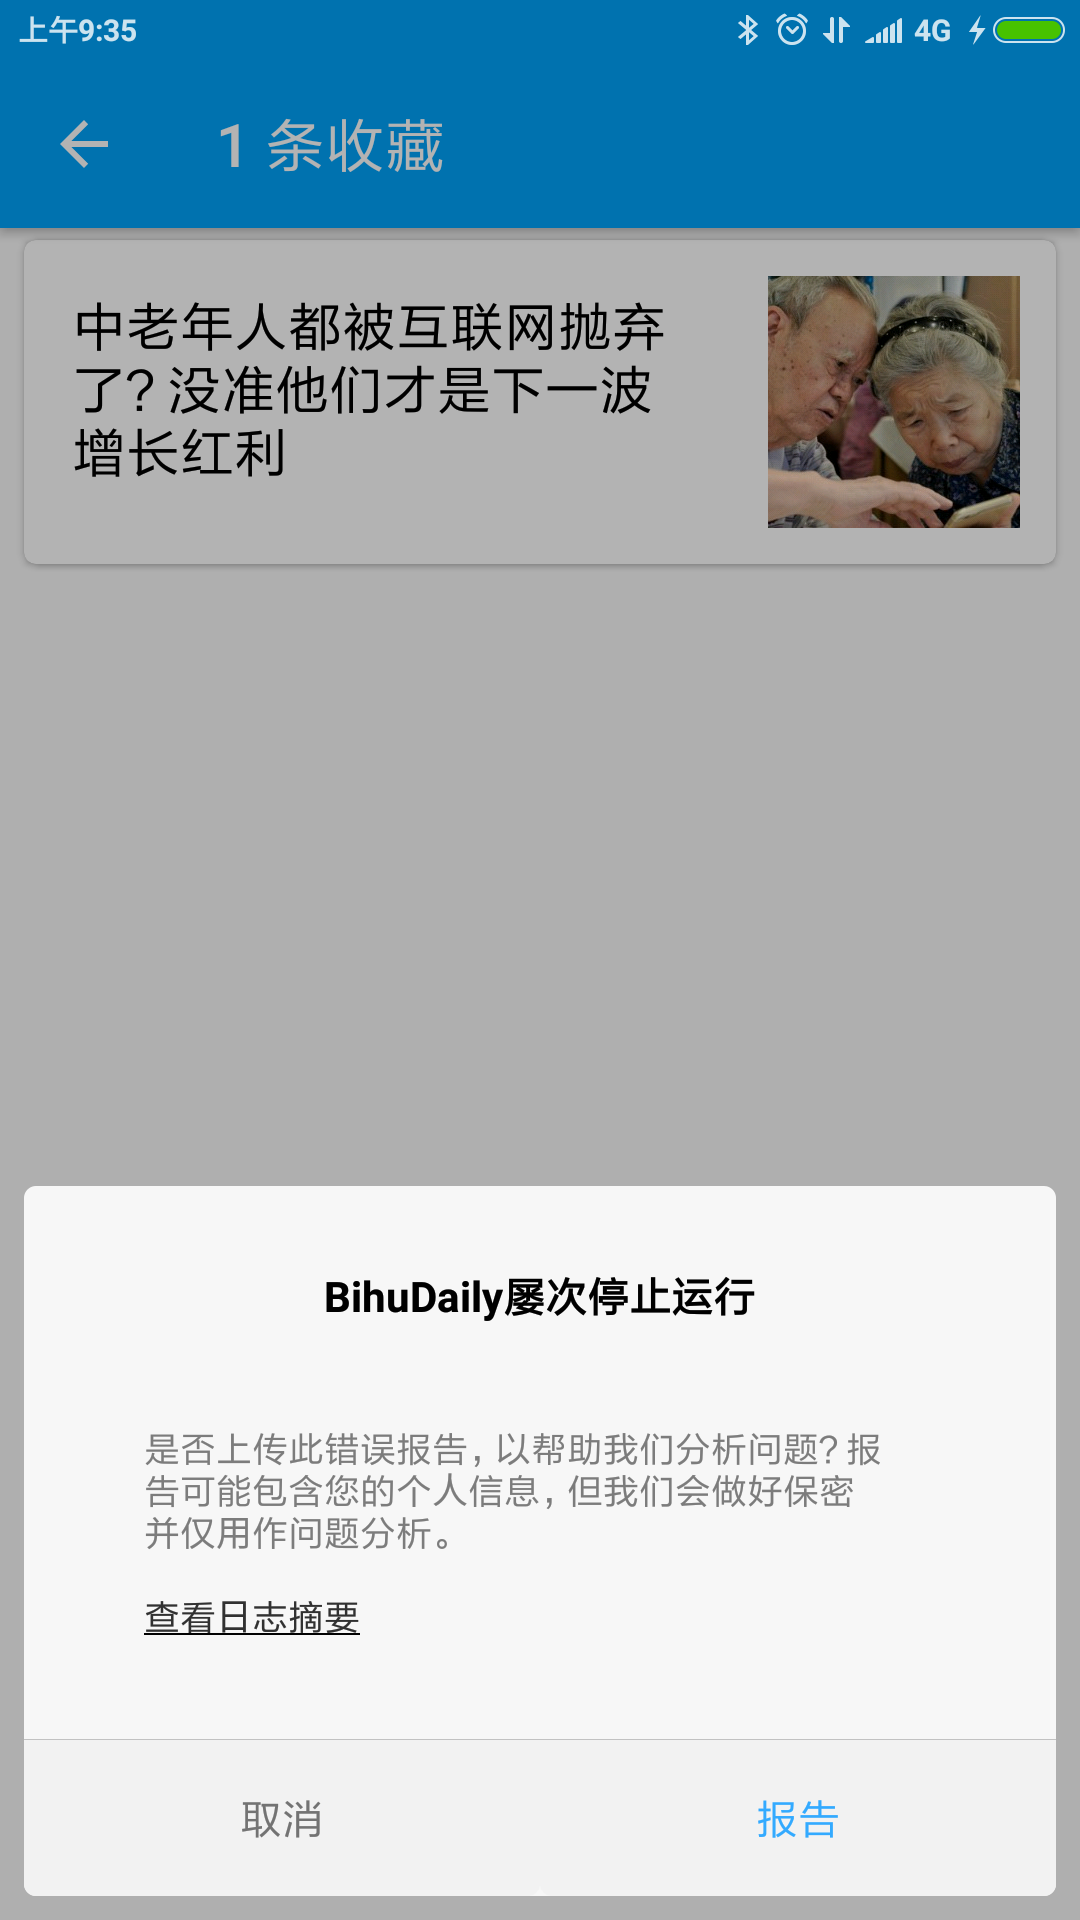 上午9:35
4G
1 条收藏
中老年人都被互联网抛弃
了？没准他们才是下一波
增长红利
BihuDaily屡次停止运行
是否上传此错误报告，以帮助我们分析问题？报
告可能包含您的个人信息，但我们会做好保密
并仅用作问题分析。
查看日志摘要
取消
报告